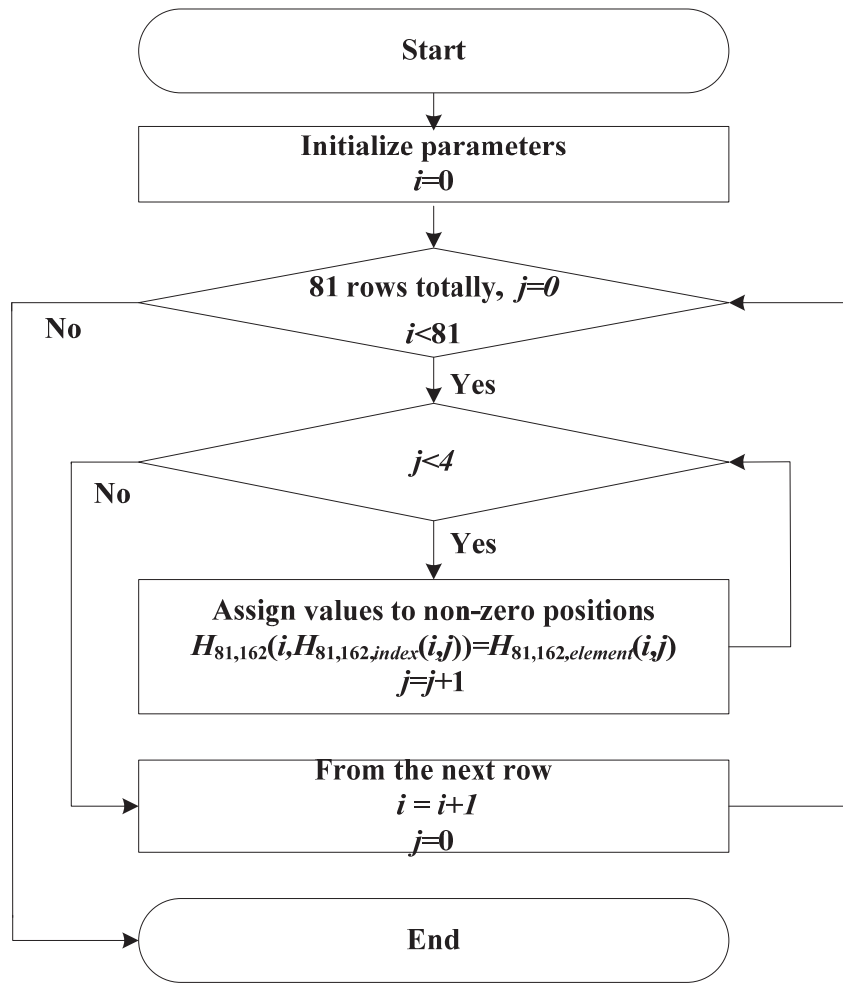 Start
Initialize parameters
i=0
81 rows totally, j=0
i<81
No
Yes
j<4
No
Yes
Assign values to non-zero positions
H81,162(i,H81,162,index(i,j))=H81,162,element(i,j)
j=j+1
From the next row
i = i+1
j=0
End